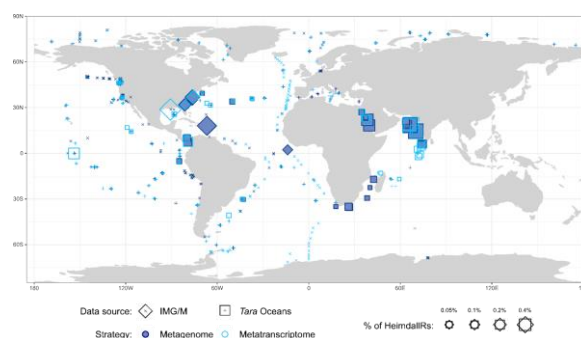 90N
60N
30N
0
30S
60S
180
120W
60W
0
60E
Data source: IMG/M Tara Oceans
Strategy: Metagenome Metatranscriptome
% of HeimdallRs: 0.05% 0.1% 0.2% 0.4%